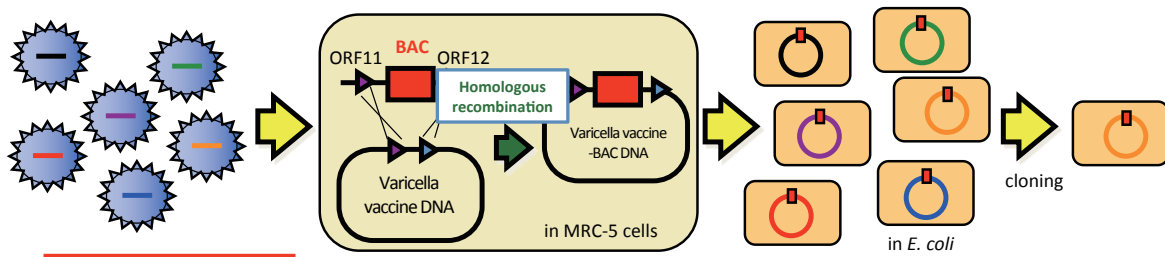 BAC
ORF11
ORF12
Homologous
recombination
Varicella
vaccine DNA
Varicella vaccine
-BAC DNA
in MRC-5 cells
in E. coli
cloning